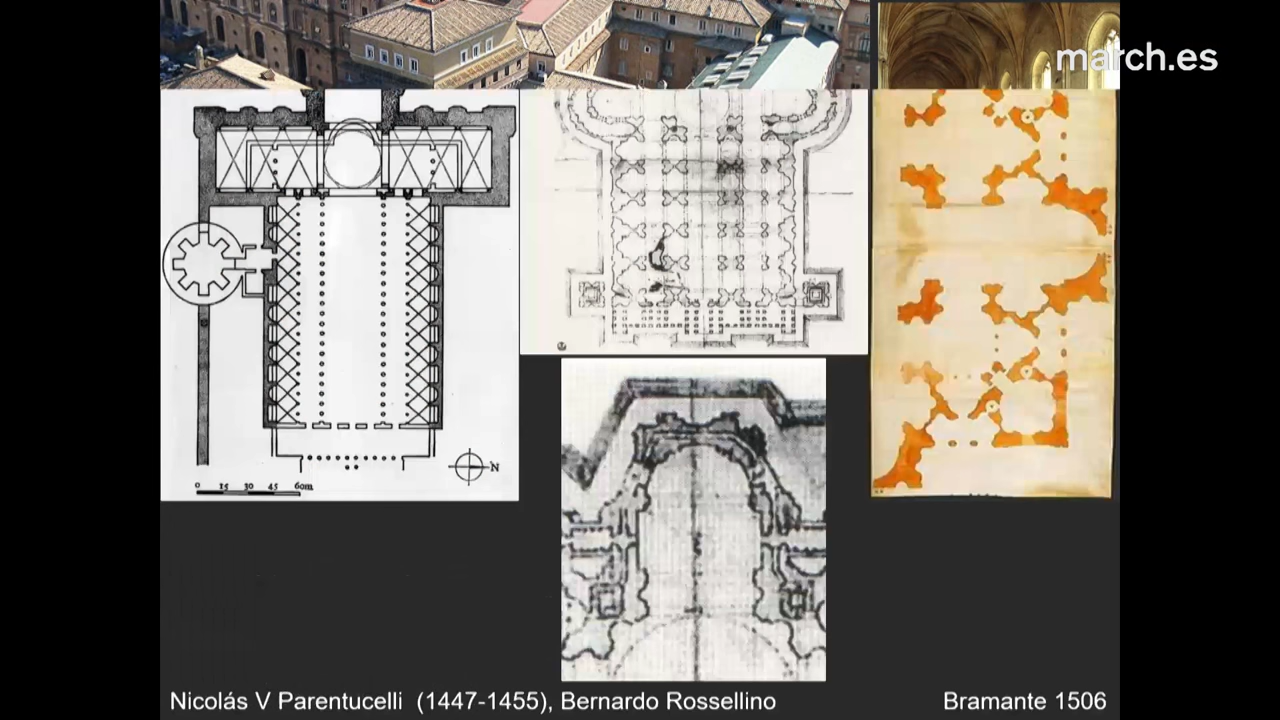 march.es
N
0 15 30 45 60m
Nicolás V Parentucelli (1447-1455), Bernardo Rossellino
Bramante 1506